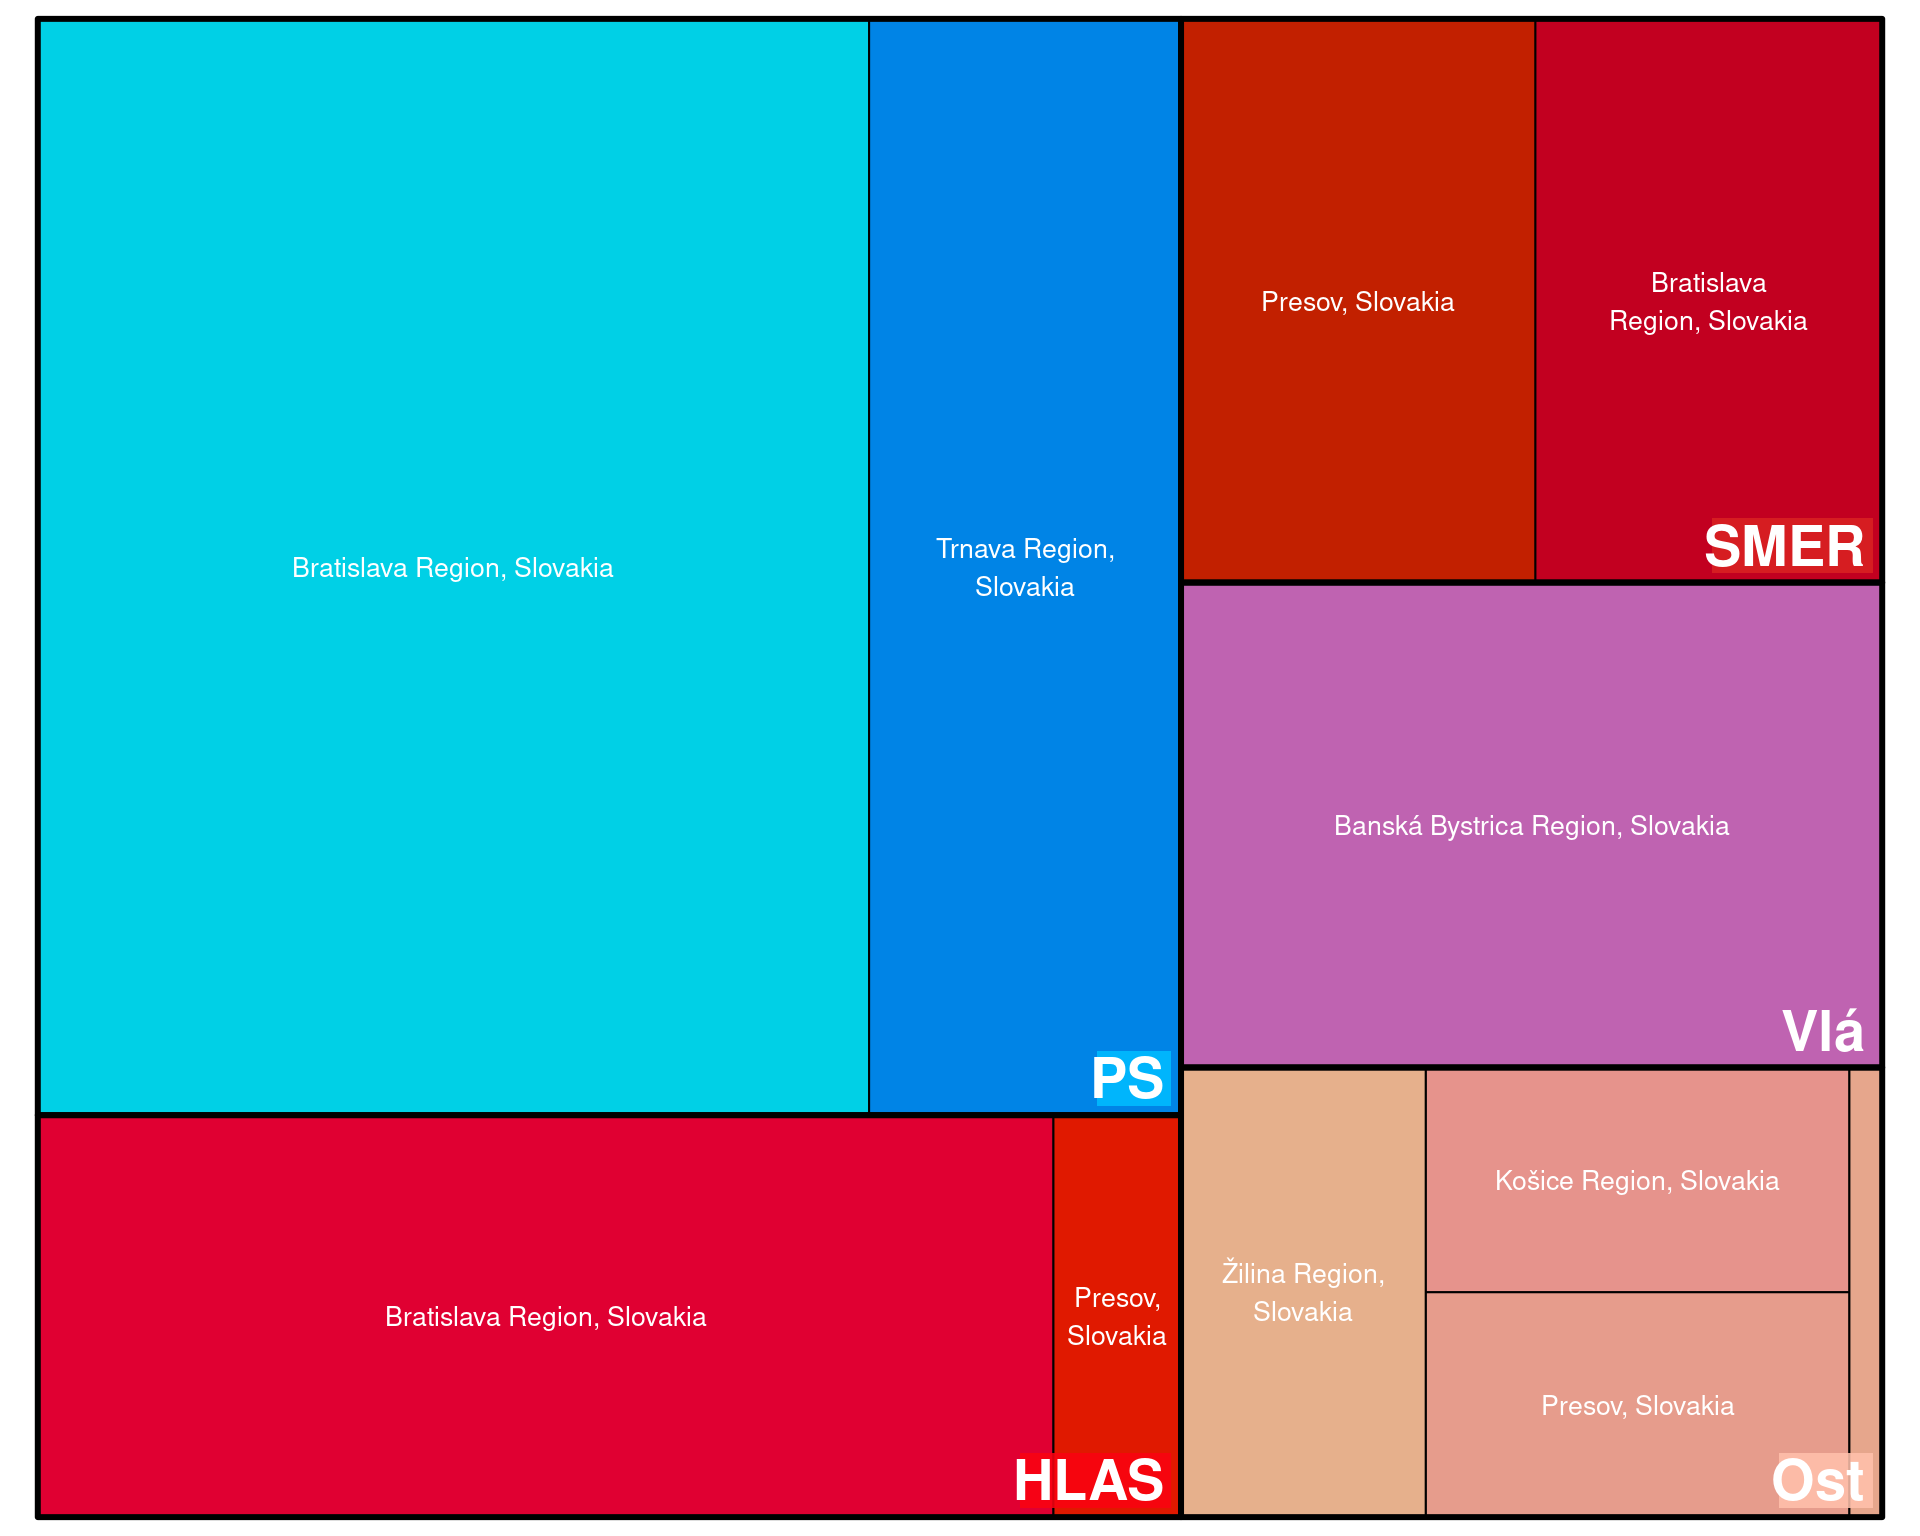 Bratislava Region, Slovakia
Trnava Region,
Slovakia
PS
Bratislava Region, Slovakia
Presov,
Slovakia
HLAS
Presov, Slovakia
Bratislava
Region, Slovakia
SMER
Banská Bystrica Region, Slovakia
Vlá
Žilina Region,
Slovakia
Košice Region, Slovakia
Presov, Slovakia
Ost